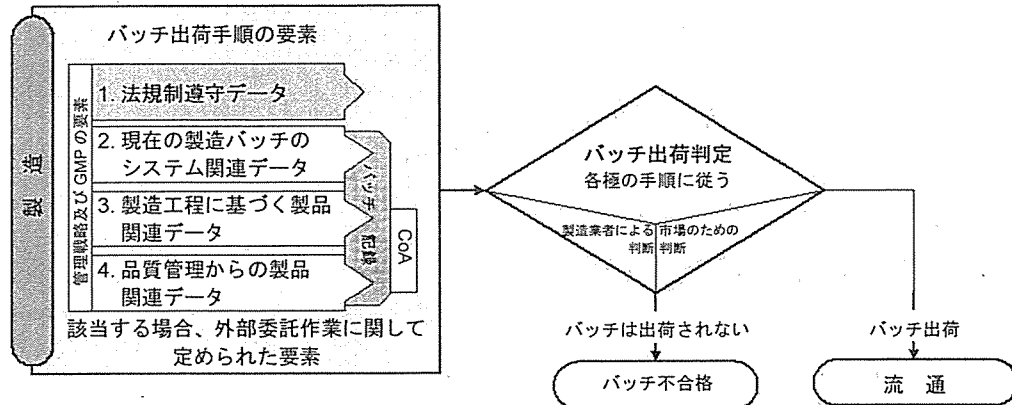 バッチ出荷手順の要素
製造
管理戦略及びGMPの要素
1. 法規制遵守データ
2. 現在の製造バッチの
システム関連データ
3. 製造工程に基づく製品
関連データ
4. 品質管理からの製品
関連データ
バッチ記録
CoA
該当する場合、外部委託作業に関して
定められた要素
バッチ出荷判定
各極の手順に従う
製造業者による
判断
市場のための
判断
バッチは出荷されない
バッチ出荷
バッチ不合格
流通